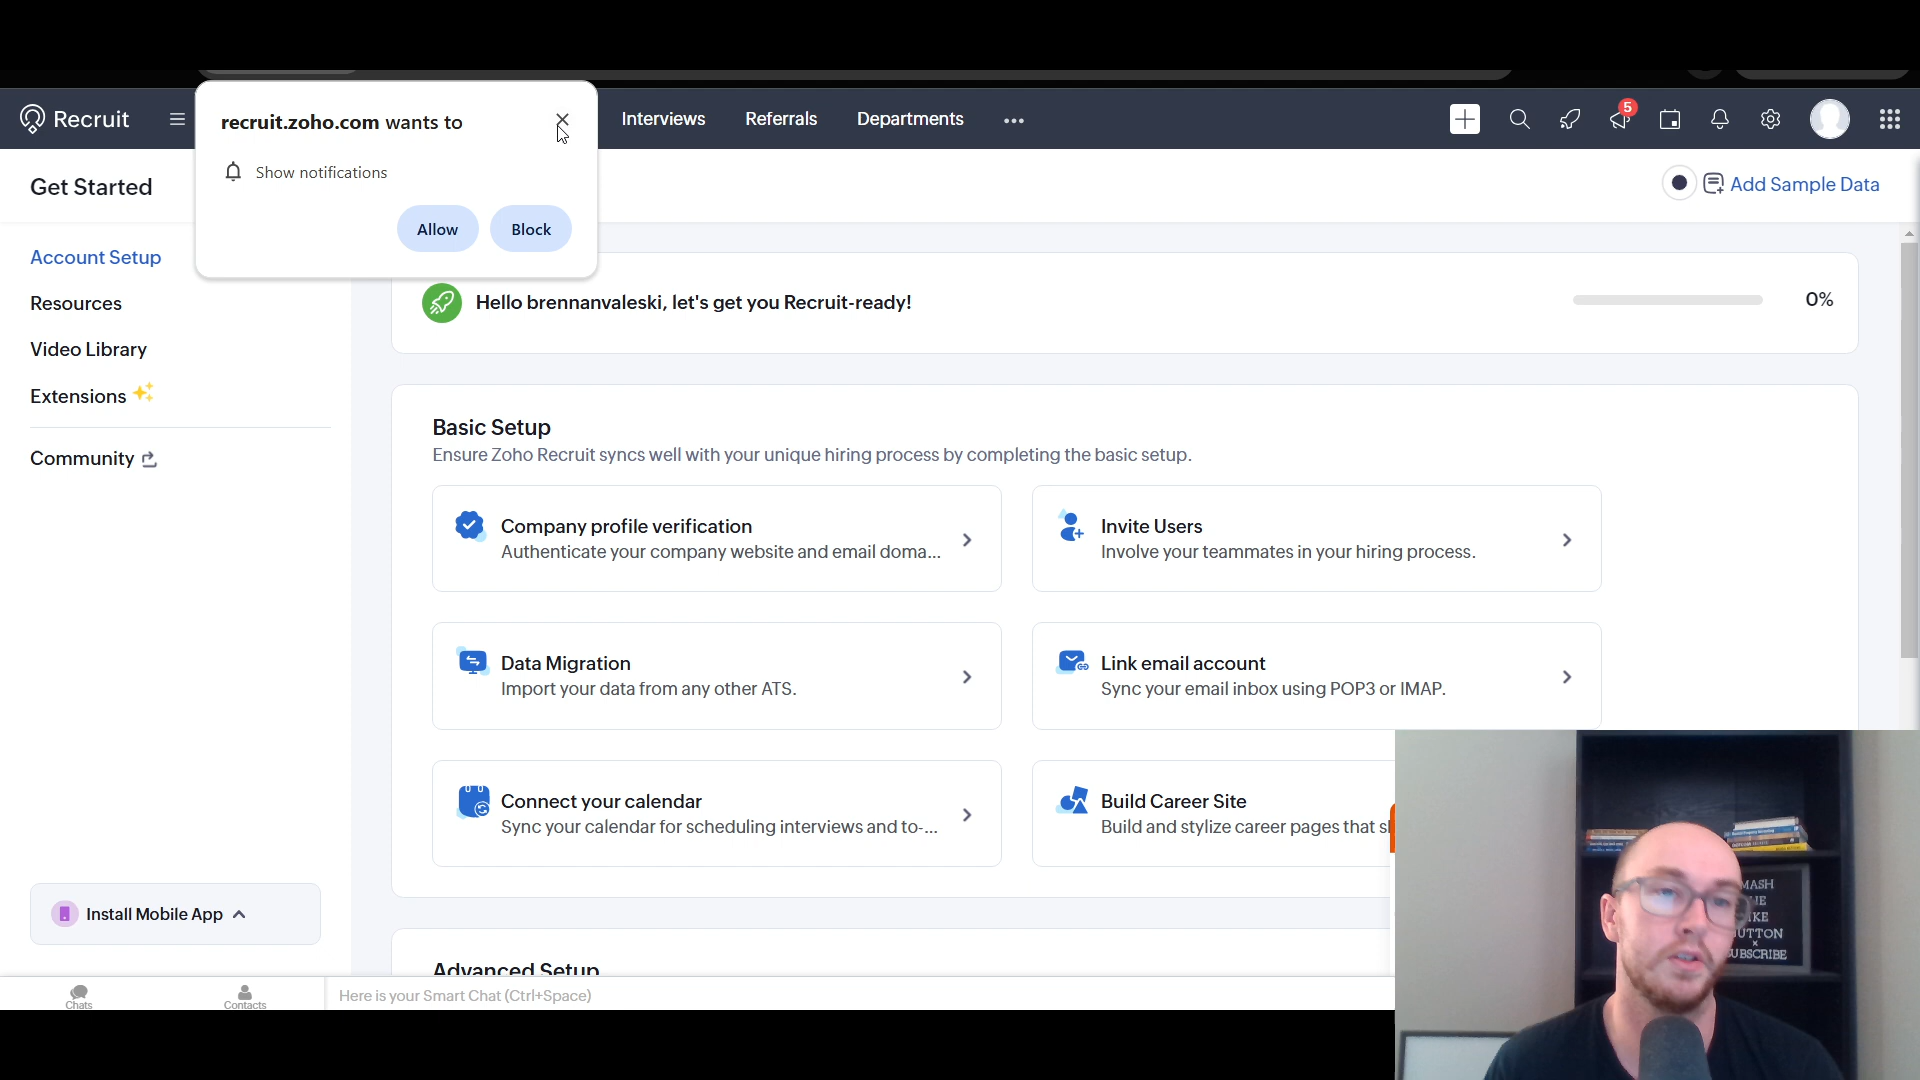 Recruit
recruit.zoho.com wants to
Show notifications
Allow
Block
Interviews
Referrals
Departments
5
Get Started
Add Sample Data
Account Setup
Resources
Video Library
Extensions
Community
Hello brennanvaleski, let's get you Recruit-ready!
0%
Basic Setup
Ensure Zoho Recruit syncs well with your unique hiring process by completing the basic setup.
Company profile verification
Authenticate your company website and email doma...
Invite Users
Involve your teammates in your hiring process.
Data Migration
Import your data from any other ATS.
Link email account
Sync your email inbox using POP3 or IMAP.
Connect your calendar
Sync your calendar for scheduling interviews and to-...
Build Career Site
Build and stylize career pages that
Install Mobile App
Advanced Setup
Chats
Contacts
Here is your Smart Chat (Ctrl+Space)
MASH
UTTON
UBSCRIBE